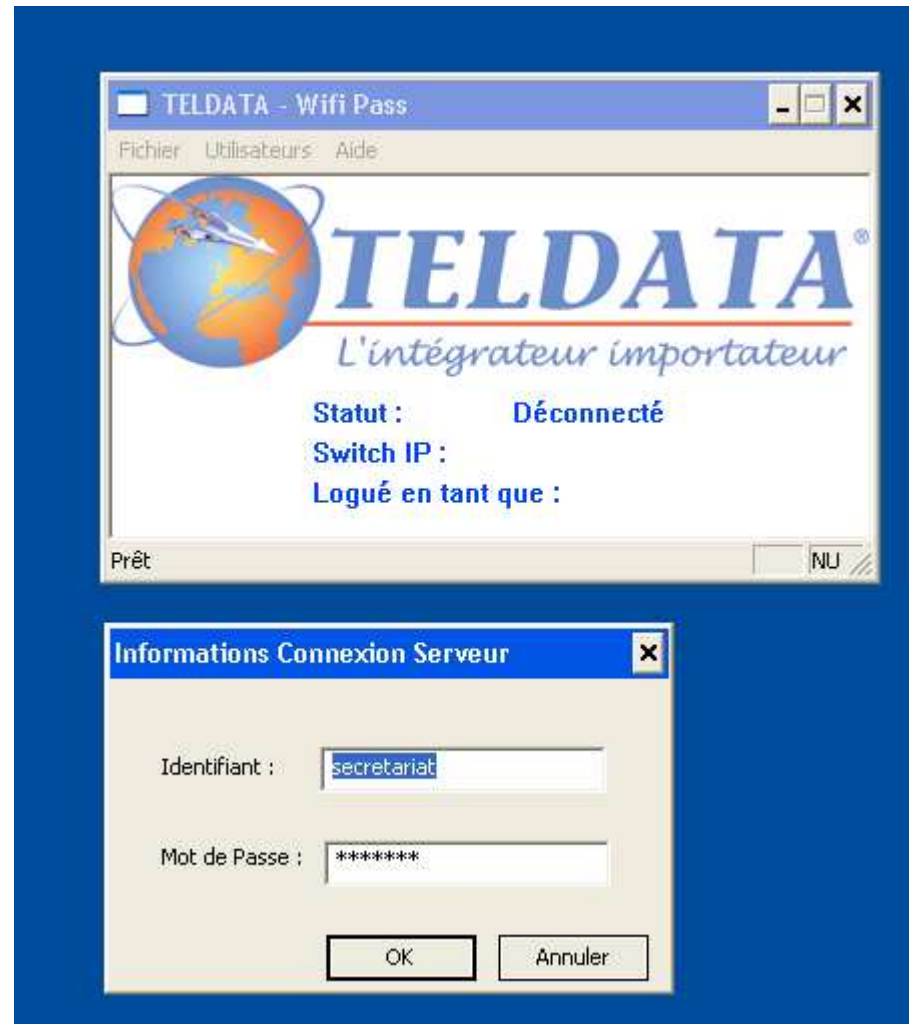 TELDATA - Wifi Pass
Fichier Utilisateurs Aide
TELDATA®
L'intégrateur importateur
Statut : Déconnecté
Switch IP :
Logué en tant que :
Prêt NU
Informations Connexion Serveur
Identifiant : secretariat
Mot de Passe : *******
OK Annuler